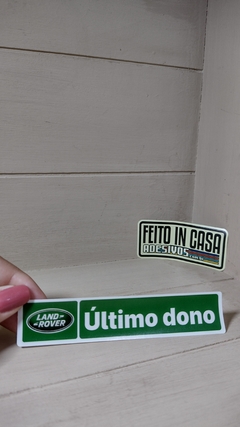 FEITO IN CASA
ADESIVOS
LAND-
-ROVER
Último dono